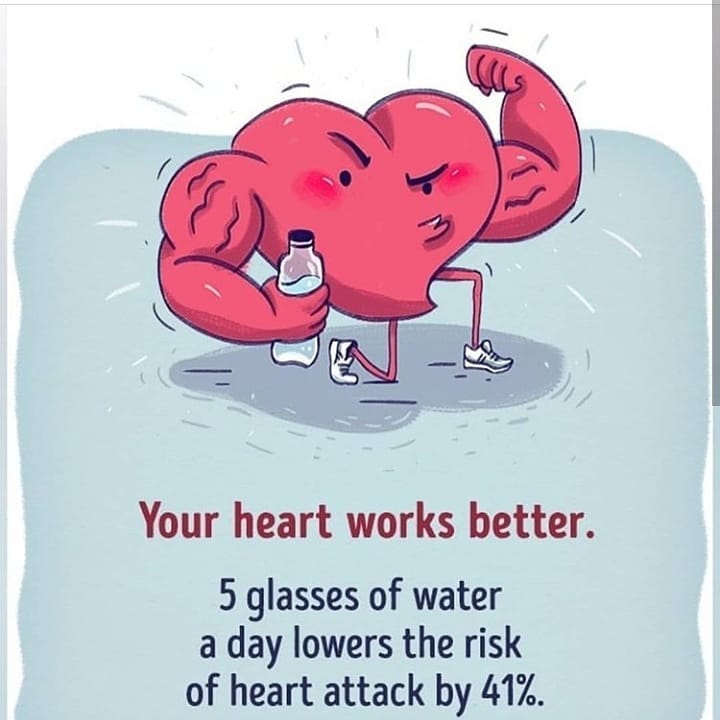 Your heart works better.
5 glasses of water
a day lowers the risk
of heart attack by 41%.